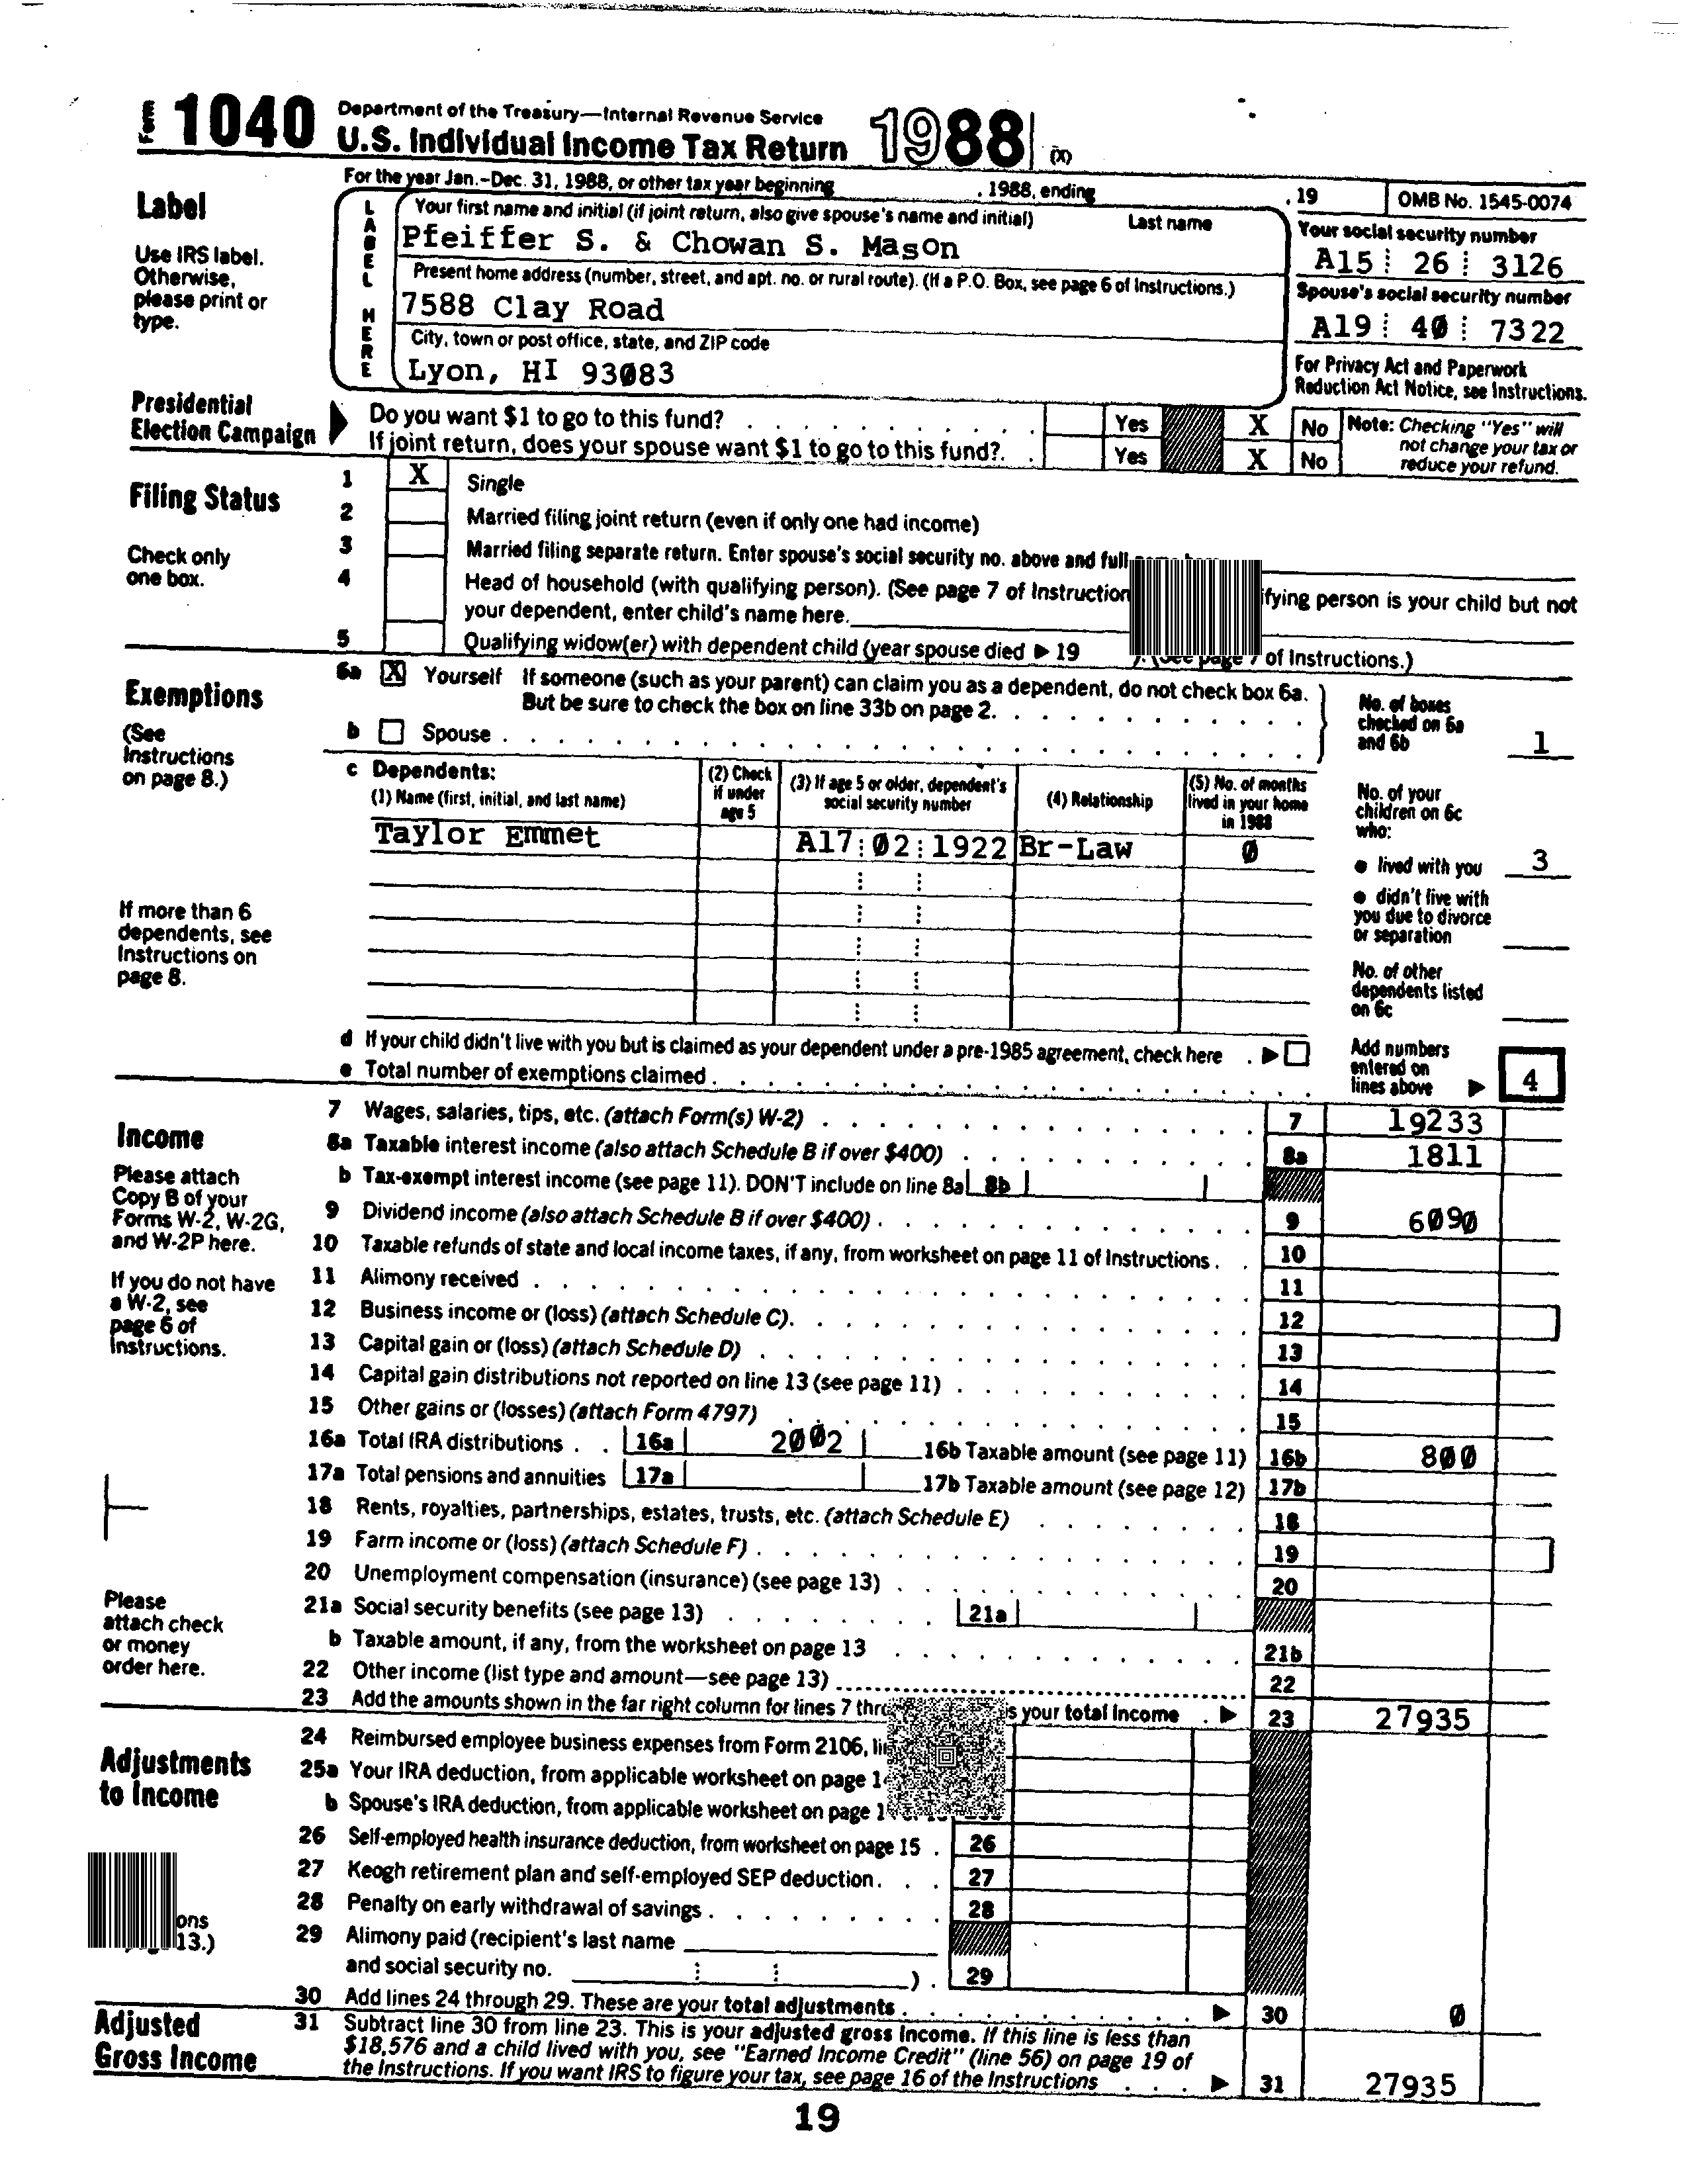 Form 1040 Department of the Treasury—Internal Revenue Service
U.S. Individual Income Tax Return 1988 (X)
For the year Jan.-Dec. 31, 1988, or other tax year beginning , 1988, ending , 19 OMB No. 1545-0074
Label
Use IRS label.
Otherwise,
please print or
type.
LABEL HERE
Your first name and initial (if joint return, also give spouse's name and initial) Last name
Pfeiffer S. & Chowan S. Mason
Your social security number
A15 26 3126
Present home address (number, street, and apt. no. or rural route). (If a P.O. Box, see page 6 of Instructions.)
7588 Clay Road
Spouse's social security number
A19 40 7322
City, town or post office, state, and ZIP code
Lyon, HI 93083
For Privacy Act and Paperwork
Reduction Act Notice, see Instructions.
Presidential
Election Campaign
Do you want $1 to go to this fund? Yes X No
If joint return, does your spouse want $1 to go to this fund?. Yes X No
Note: Checking "Yes" will
not change your tax or
reduce your refund.
Filing Status
Check only
one box.
1 X Single
2 Married filing joint return (even if only one had income)
3 Married filing separate return. Enter spouse's social security no. above and full
4 Head of household (with qualifying person). (See page 7 of Instruction ifying person is your child but not
your dependent, enter child's name here.
5 Qualifying widow(er) with dependent child (year spouse died ▶ 19 ). (See page 7 of Instructions.)
Exemptions
(See
Instructions
on page 8.)
6a X Yourself If someone (such as your parent) can claim you as a dependent, do not check box 6a.
But be sure to check the box on line 33b on page 2.
b Spouse
No. of boxes
checked on 6a
and 6b 1
c Dependents:
(1) Name (first, initial, and last name)
(2) Check
if under
age 5
(3) If age 5 or older, dependent's
social security number
(4) Relationship
(5) No. of months
lived in your home
in 1988
Taylor Emmet A17 02 1922 Br-Law 0
No. of your
children on 6c
who:
● lived with you 3
● didn't live with
you due to divorce
or separation
No. of other
dependents listed
on 6c
If more than 6
dependents, see
Instructions on
page 8.
d If your child didn't live with you but is claimed as your dependent under a pre-1985 agreement, check here ▶
e Total number of exemptions claimed
Add numbers
entered on
lines above ▶ 4
Income
Please attach
Copy B of your
Forms W-2, W-2G,
and W-2P here.
If you do not have
a W-2, see
page 6 of
Instructions.
Please
attach check
or money
order here.
7 Wages, salaries, tips, etc. (attach Form(s) W-2) 7 19233
8a Taxable interest income (also attach Schedule B if over $400) 8a 1811
b Tax-exempt interest income (see page 11). DON'T include on line 8a 8b
9 Dividend income (also attach Schedule B if over $400) 9 6090
10 Taxable refunds of state and local income taxes, if any, from worksheet on page 11 of Instructions 10
11 Alimony received 11
12 Business income or (loss) (attach Schedule C) 12
13 Capital gain or (loss) (attach Schedule D) 13
14 Capital gain distributions not reported on line 13 (see page 11) 14
15 Other gains or (losses) (attach Form 4797) 15
16a Total IRA distributions 16a 2002 16b Taxable amount (see page 11) 16b 800
17a Total pensions and annuities 17a 17b Taxable amount (see page 12) 17b
18 Rents, royalties, partnerships, estates, trusts, etc. (attach Schedule E) 18
19 Farm income or (loss) (attach Schedule F) 19
20 Unemployment compensation (insurance) (see page 13) 20
21a Social security benefits (see page 13) 21a
b Taxable amount, if any, from the worksheet on page 13 21b
22 Other income (list type and amount—see page 13) 22
23 Add the amounts shown in the far right column for lines 7 s your total income ▶ 23 27935
Adjustments
to Income
ons
13.)
24 Reimbursed employee business expenses from Form 2106,
25a Your IRA deduction, from applicable worksheet on page
b Spouse's IRA deduction, from applicable worksheet on page
26 Self-employed health insurance deduction, from worksheet on page 15 26
27 Keogh retirement plan and self-employed SEP deduction 27
28 Penalty on early withdrawal of savings 28
29 Alimony paid (recipient's last name
and social security no. ) 29
30 Add lines 24 through 29. These are your total adjustments ▶ 30 0
Adjusted
Gross Income
31 Subtract line 30 from line 23. This is your adjusted gross income. If this line is less than
$18,576 and a child lived with you, see "Earned Income Credit" (line 56) on page 19 of
the Instructions. If you want IRS to figure your tax, see page 16 of the Instructions ▶ 31 27935
19